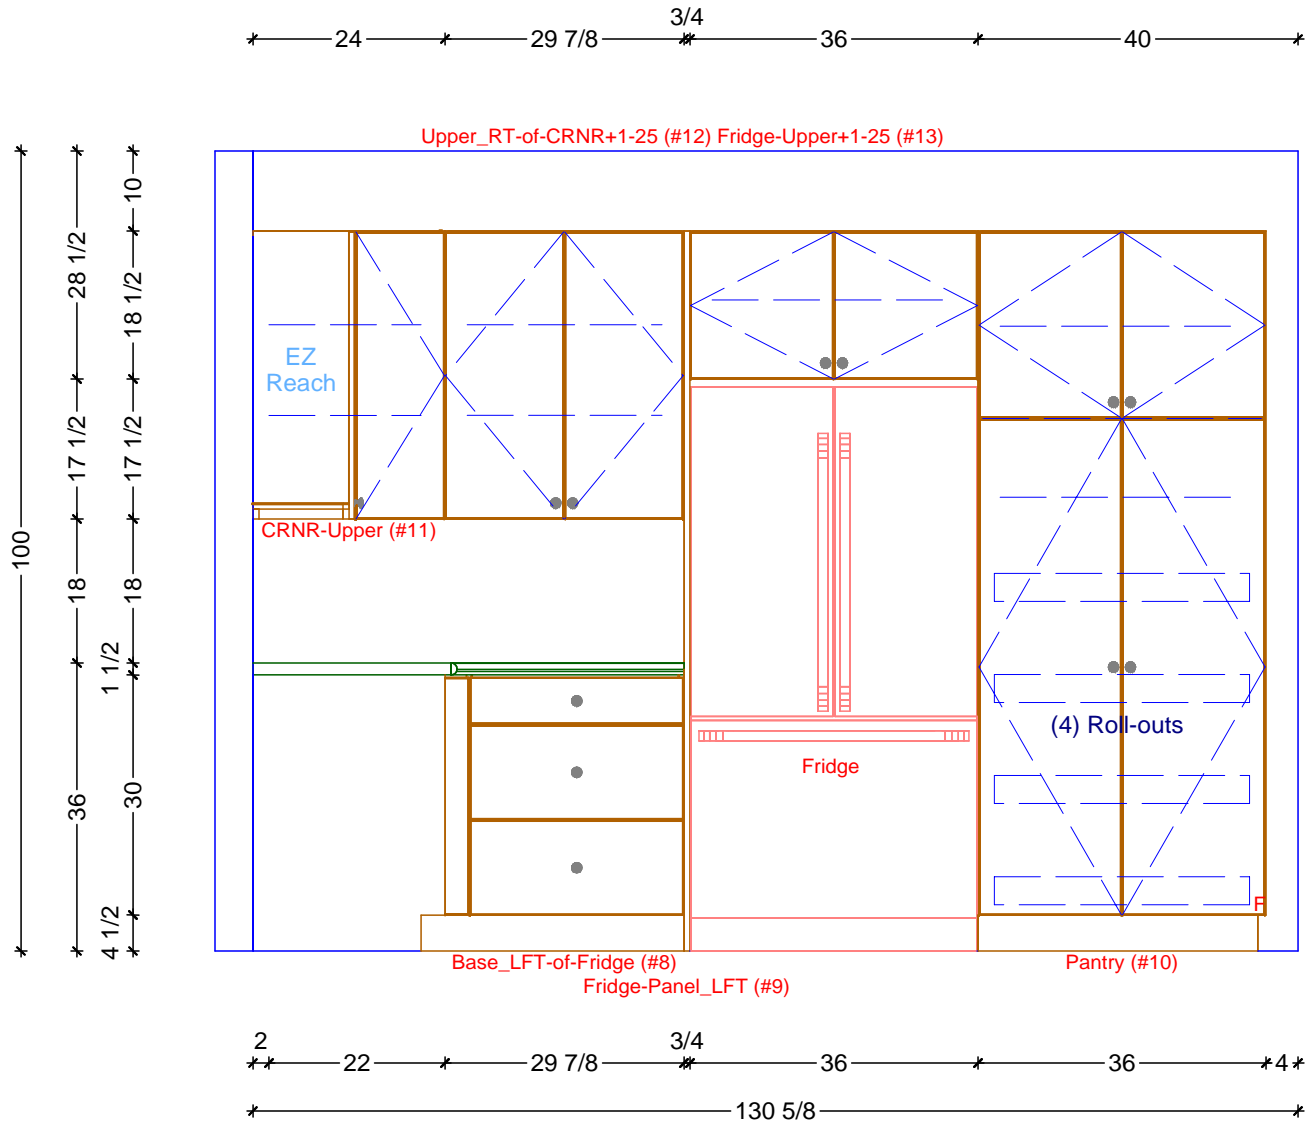 3/4
24
29 7/8
36
40
Upper_RT-of-CRNR+1-25 (#12) Fridge-Upper+1-25 (#13)
100
28 1/2
17 1/2
18
36
10
18 1/2
17 1/2
18
1 1/2
30
4 1/2
EZ
Reach
CRNR-Upper (#11)
(4) Roll-outs
Fridge
F
Base_LFT-of-Fridge (#8)
Pantry (#10)
Fridge-Panel_LFT (#9)
2
3/4
22
29 7/8
36
36
4
130 5/8